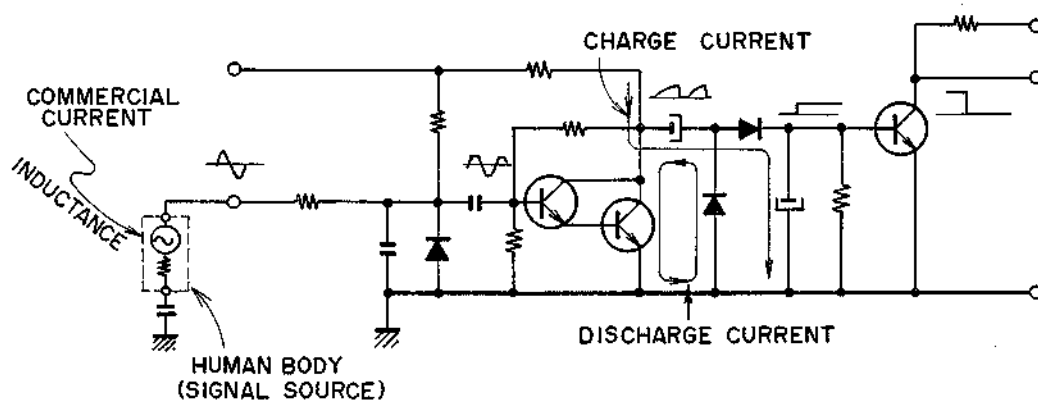 CHARGE CURRENT
COMMERCIAL
CURRENT
INDUCTANCE
DISCHARGE CURRENT
HUMAN BODY
(SIGNAL SOURCE)